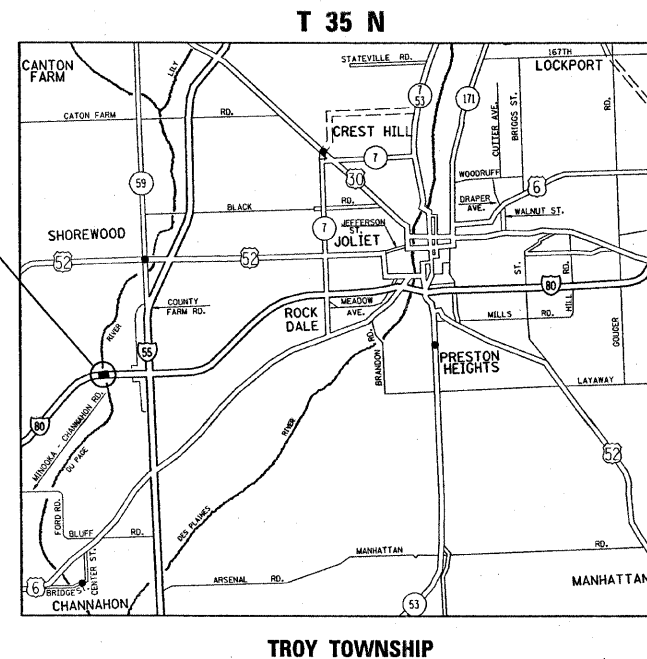 T 35 N
CANTON
FARM
LILY
STATEVILLE RD.
167TH
LOCKPORT
53
171
CATON FARM RD.
CREST HILL
CUTTER AVE.
BRIGGS ST.
RD.
7
30
59
WOODRUFF
6
DRAPER
AVE.
WALNUT ST.
BLACK RD.
7
JEFFERSON
ST.
JOLIET
SHOREWOOD
52
52
ST.
HILL RD.
80
COUNTY
FARM RD.
MEADOW
AVE.
ROCK
DALE
MILLS RD.
GOUGER
RIVER
55
BRANDON RD.
PRESTON
HEIGHTS
LAYAWAY
80
MINOOKA - CHANNAHON RD.
DU PAGE
RIVER
52
FORD RD.
BLUFF RD.
DES PLAINES
CENTER ST.
MANHATTAN RD.
6
BRIDGE ST.
ARSENAL RD.
MANHATTAN
CHANNAHON
53
TROY TOWNSHIP